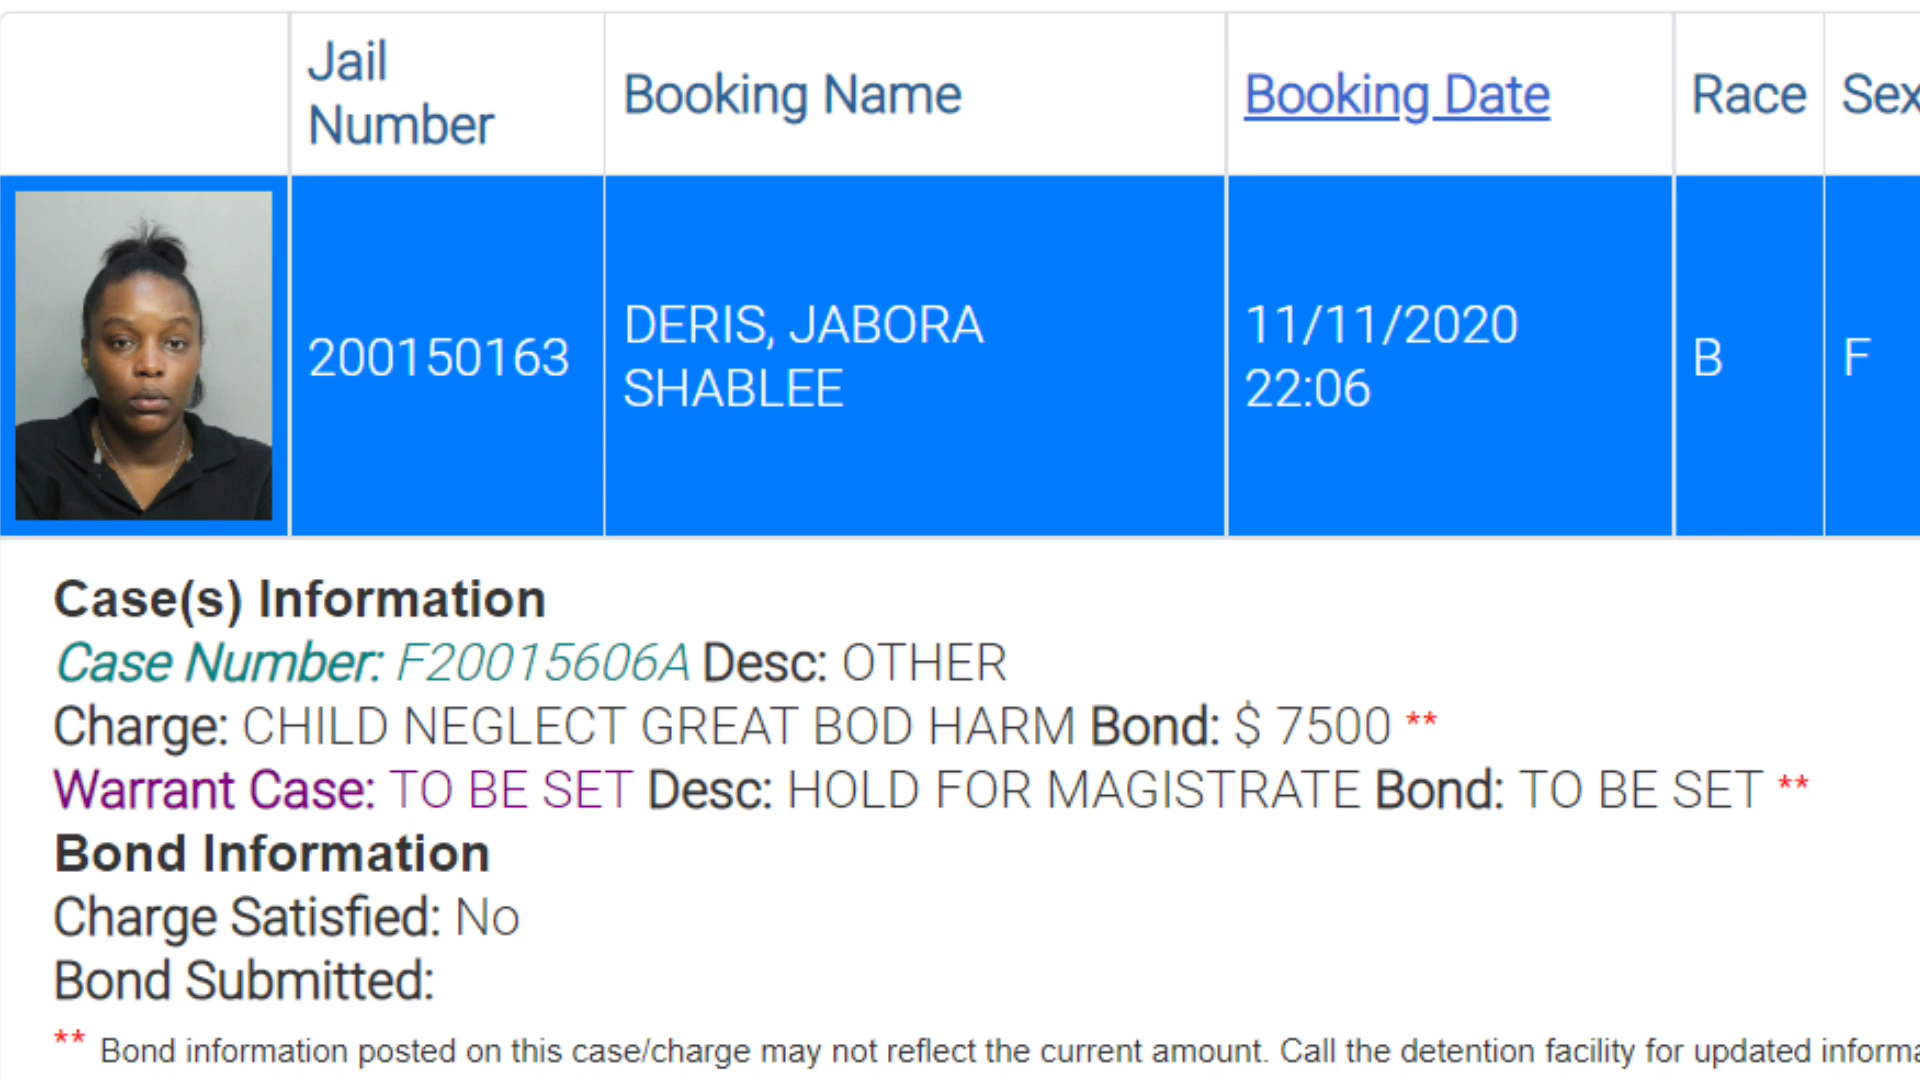 Jail
Number
Booking Name
Booking Date
Race
Sex
200150163
DERIS, JABORA
SHABLEE
11/11/2020
22:06
B
F
Case(s) Information
Case Number: F20015606A Desc: OTHER
Charge: CHILD NEGLECT GREAT BOD HARM Bond: $ 7500 **
Warrant Case: TO BE SET Desc: HOLD FOR MAGISTRATE Bond: TO BE SET **
Bond Information
Charge Satisfied: No
Bond Submitted:
** Bond information posted on this case/charge may not reflect the current amount. Call the detention facility for updated